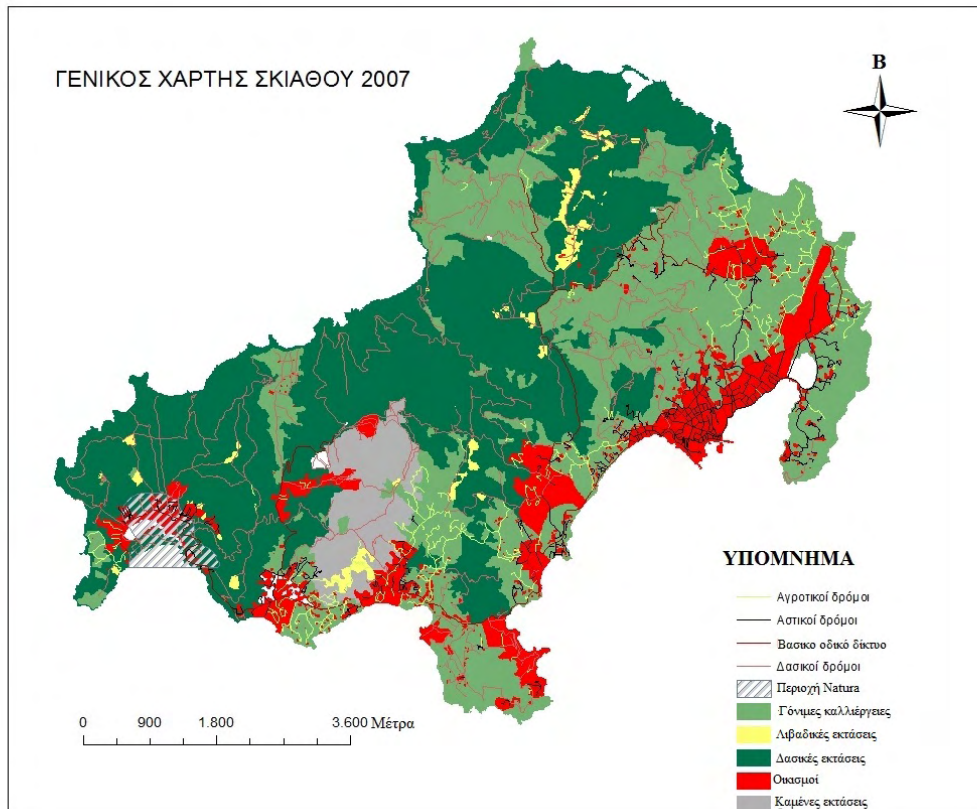 ΓΕΝΙΚΟΣ ΧΑΡΤΗΣ ΣΚΙΑΘΟΥ 2007
Β
ΥΠΟΜΝΗΜΑ
Αγροτικοί δρόμοι
Αστικοί δρόμοι
Βασικο οδικό δίκτυο
Δασικοί δρόμοι
Περιοχή Natura
Γόνιμες καλλιέργειες
Λιβαδικές εκτάσεις
Δασικές εκτάσεις
Οικισμοί
Καμένες εκτάσεις
0 900 1.800 3.600 Μέτρα